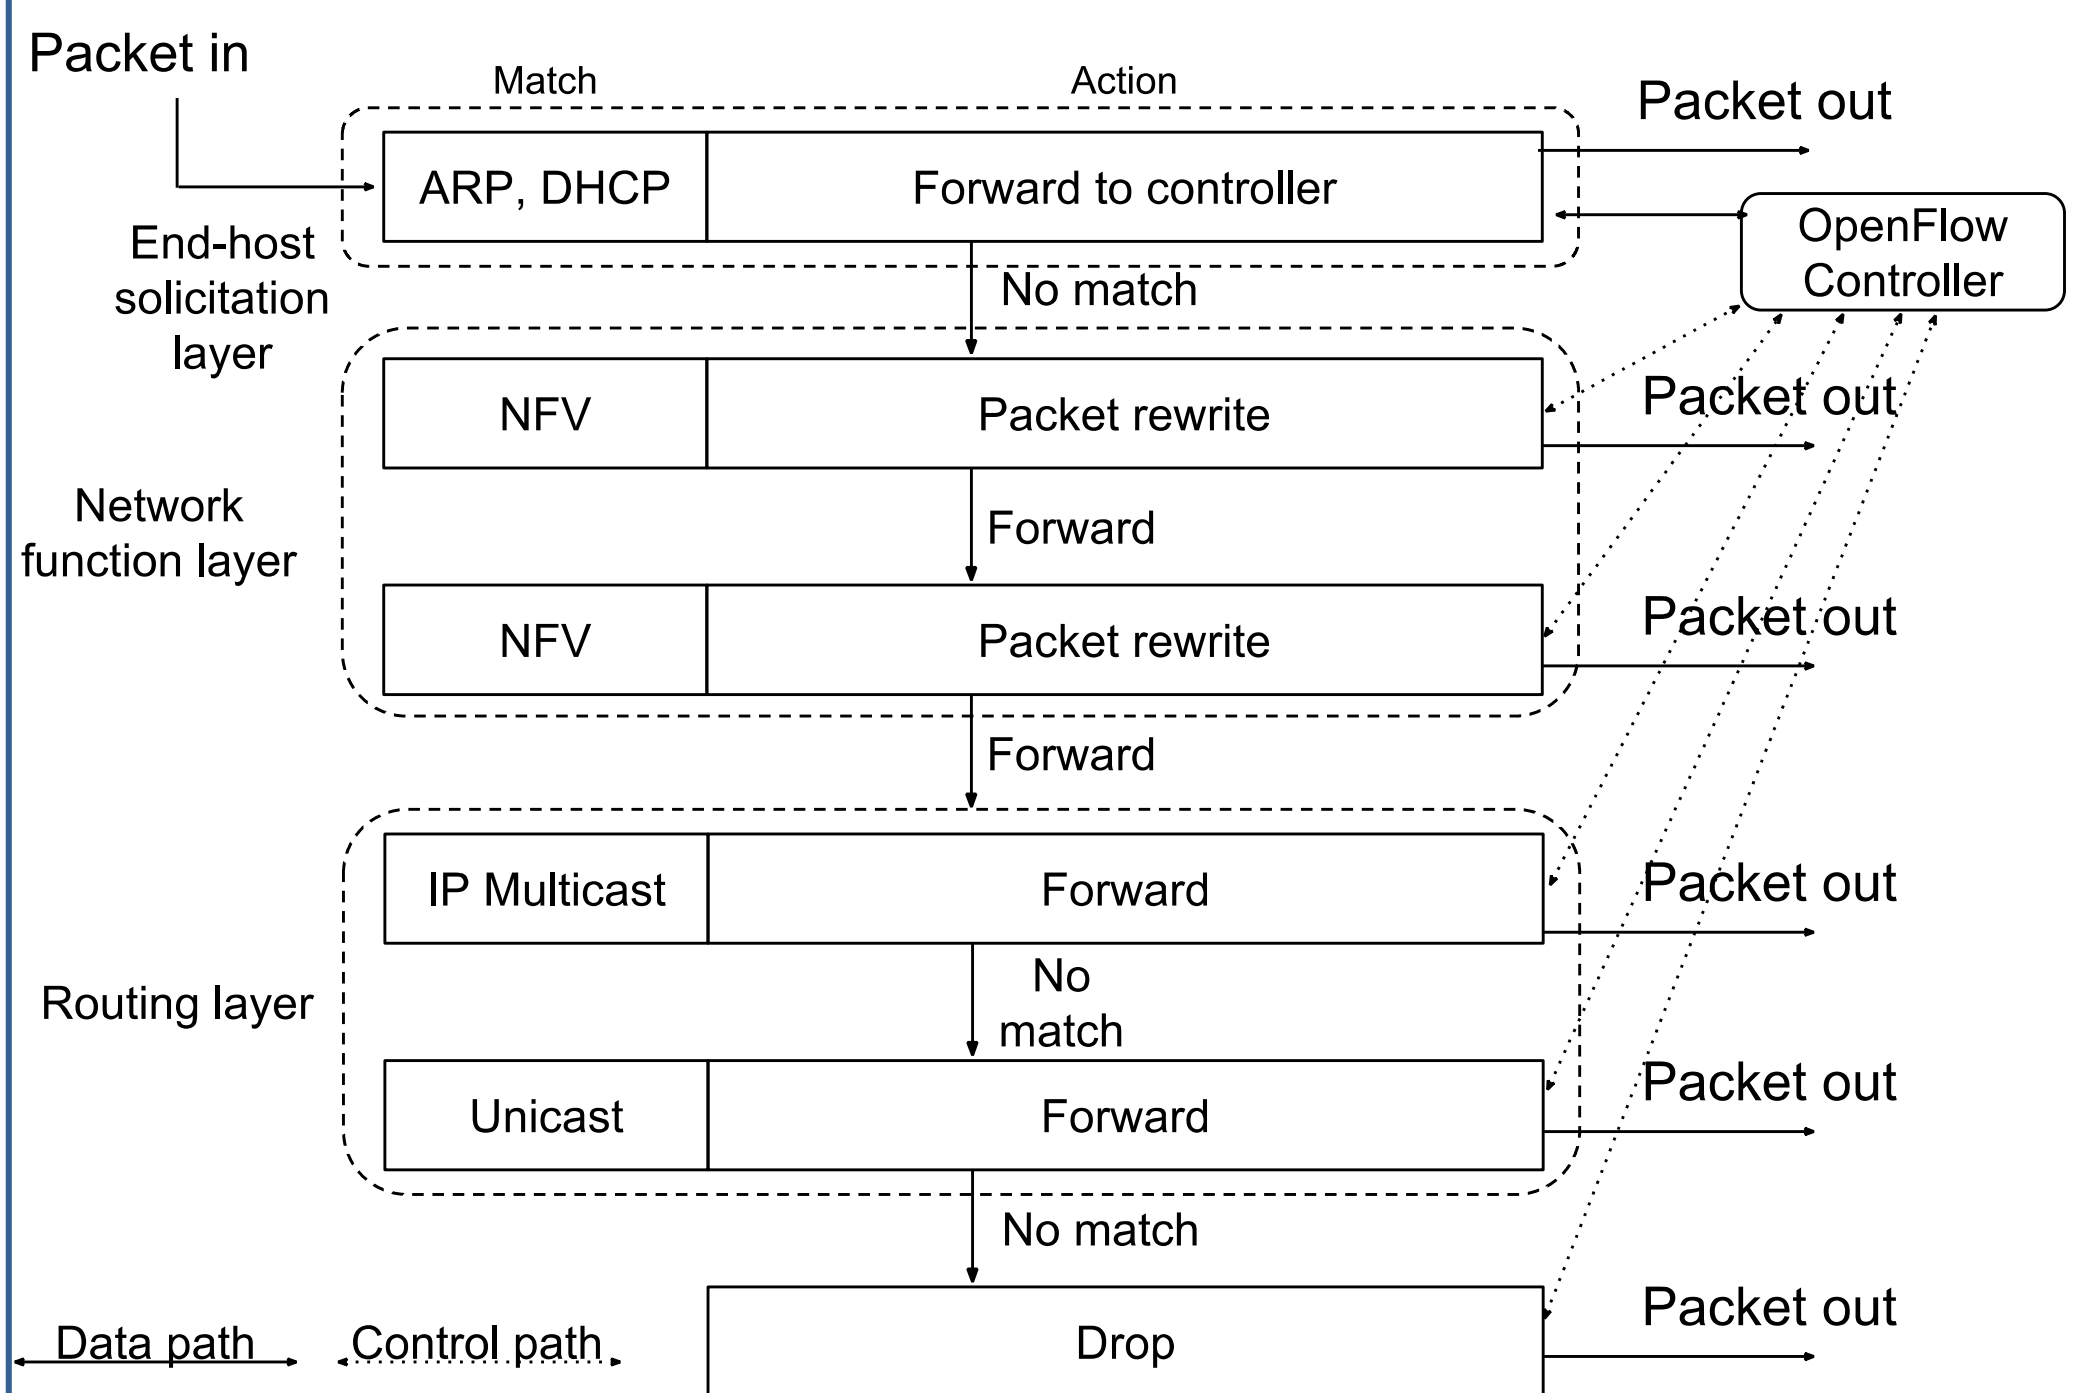 Packet in
Match
Action
Packet out
ARP, DHCP
Forward to controller
OpenFlow
Controller
End-host
solicitation
layer
No match
NFV
Packet rewrite
Packet out
Network
function layer
Forward
NFV
Packet rewrite
Packet out
Forward
IP Multicast
Forward
Packet out
Routing layer
No
match
Unicast
Forward
Packet out
No match
Data path
Control path
Drop
Packet out